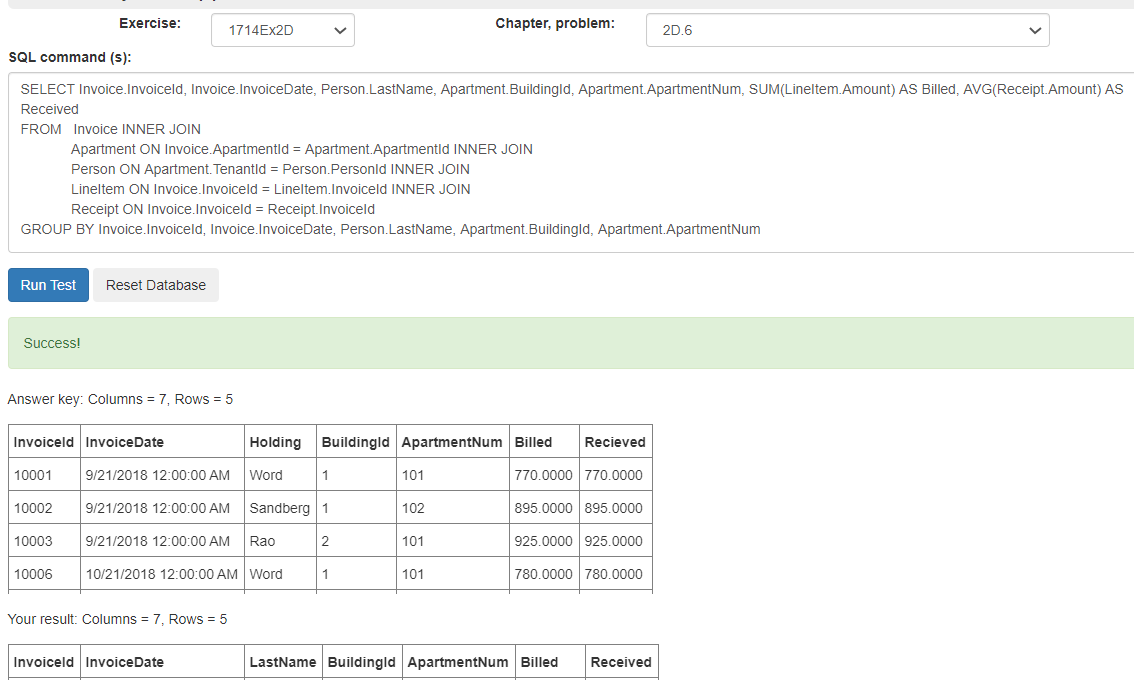 Exercise: 1714Ex2D Chapter, problem: 2D.6
SQL command (s):
SELECT Invoice.InvoiceId, Invoice.InvoiceDate, Person.LastName, Apartment.BuildingId, Apartment.ApartmentNum, SUM(LineItem.Amount) AS Billed, AVG(Receipt.Amount) AS
Received
FROM Invoice INNER JOIN
Apartment ON Invoice.ApartmentId = Apartment.ApartmentId INNER JOIN
Person ON Apartment.TenantId = Person.PersonId INNER JOIN
LineItem ON Invoice.InvoiceId = LineItem.InvoiceId INNER JOIN
Receipt ON Invoice.InvoiceId = Receipt.InvoiceId
GROUP BY Invoice.InvoiceId, Invoice.InvoiceDate, Person.LastName, Apartment.BuildingId, Apartment.ApartmentNum
Run Test Reset Database
Success!
Answer key: Columns = 7, Rows = 5
InvoiceId InvoiceDate Holding BuildingId ApartmentNum Billed Recieved
10001 9/21/2018 12:00:00 AM Word 1 101 770.0000 770.0000
10002 9/21/2018 12:00:00 AM Sandberg 1 102 895.0000 895.0000
10003 9/21/2018 12:00:00 AM Rao 2 101 925.0000 925.0000
10006 10/21/2018 12:00:00 AM Word 1 101 780.0000 780.0000
Your result: Columns = 7, Rows = 5
InvoiceId InvoiceDate LastName BuildingId ApartmentNum Billed Received